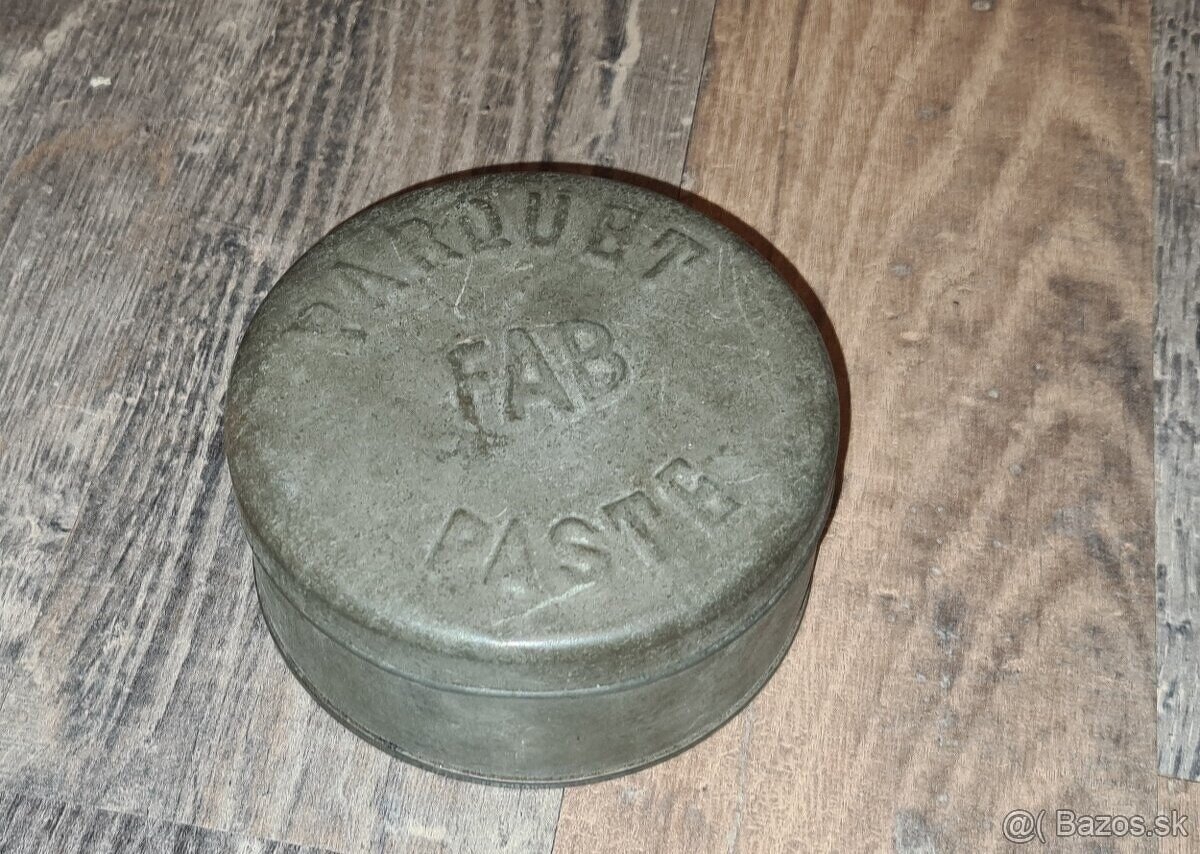 PARQUET
FAB
PASTE
@( Bazos.sk